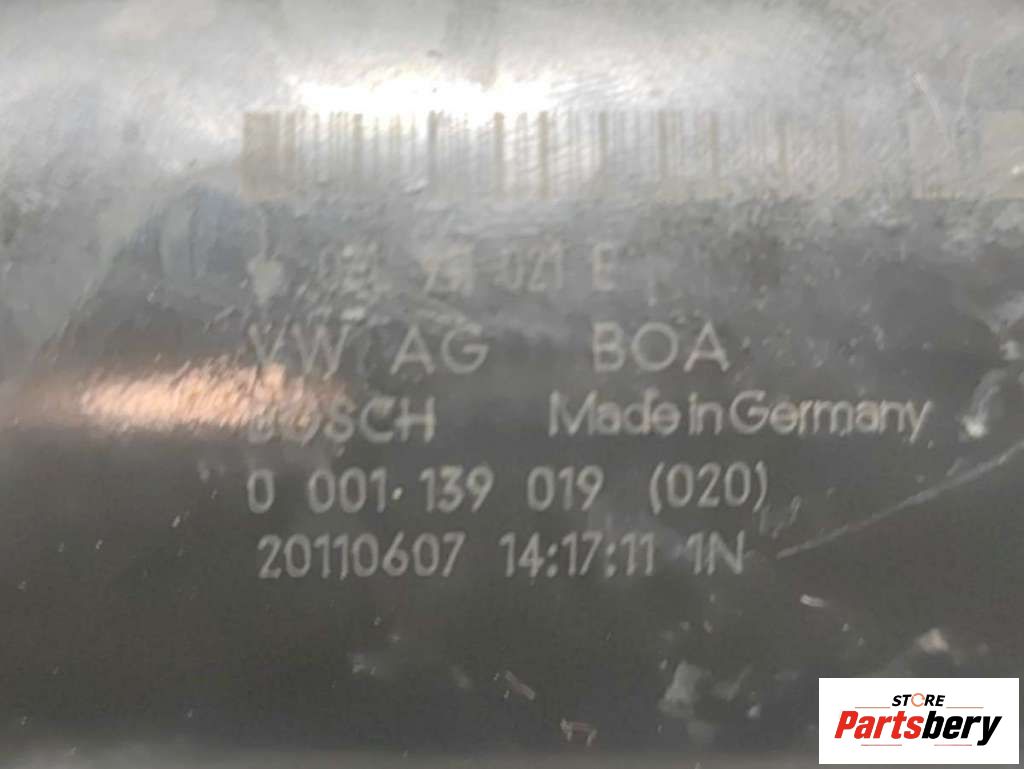 021 E
VW AG BOA
BOSCH Made in Germany
0 001 139 019 (020)
20110607 14:17:11 1N
STORE
Partsbery